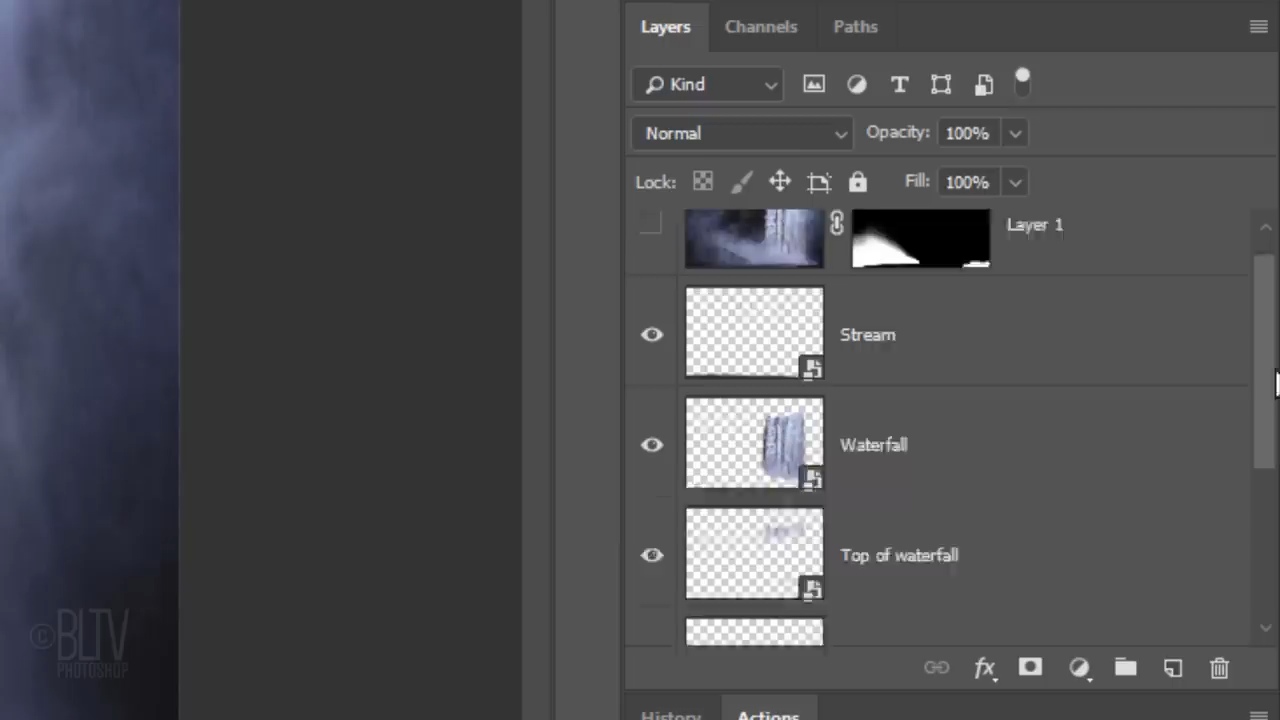 Layers Channels Paths
Kind
Normal Opacity: 100%
Lock: Fill: 100%
Layer 1
Stream
Waterfall
Top of waterfall
fx
History Actions
©BLTV
PHOTOSHOP